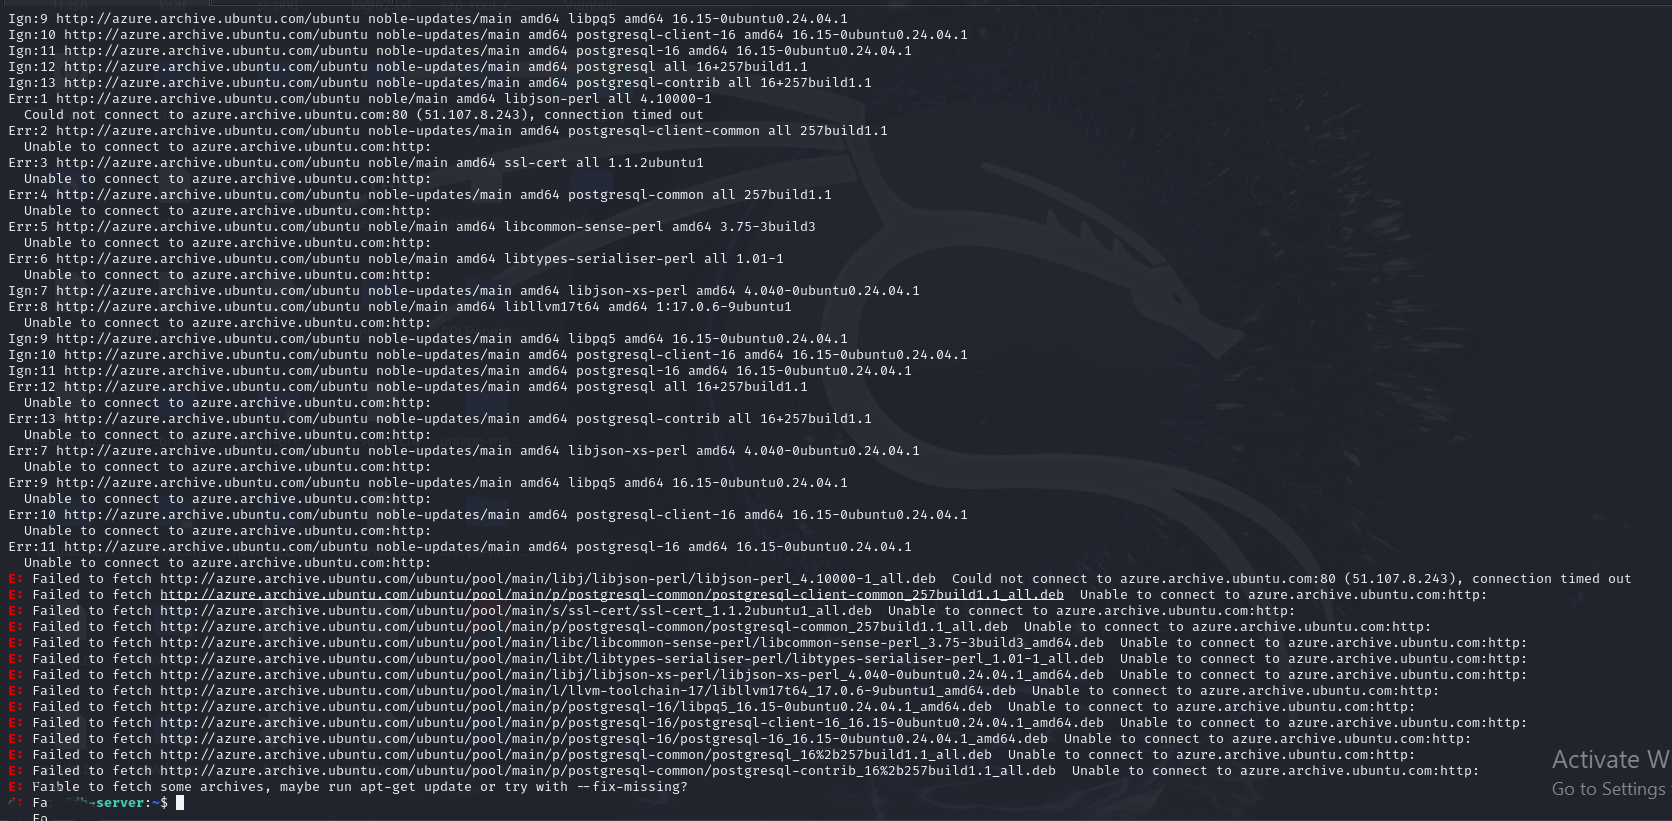 Ign:9 http://azure.archive.ubuntu.com/ubuntu noble-updates/main amd64 libpq5 amd64 16.15-0ubuntu0.24.04.1
Ign:10 http://azure.archive.ubuntu.com/ubuntu noble-updates/main amd64 postgresql-client-16 amd64 16.15-0ubuntu0.24.04.1
Ign:11 http://azure.archive.ubuntu.com/ubuntu noble-updates/main amd64 postgresql-16 amd64 16.15-0ubuntu0.24.04.1
Ign:12 http://azure.archive.ubuntu.com/ubuntu noble-updates/main amd64 postgresql all 16+257build1.1
Ign:13 http://azure.archive.ubuntu.com/ubuntu noble-updates/main amd64 postgresql-contrib all 16+257build1.1
Err:1 http://azure.archive.ubuntu.com/ubuntu noble/main amd64 libjson-perl all 4.10000-1
Could not connect to azure.archive.ubuntu.com:80 (51.107.8.243), connection timed out
Err:2 http://azure.archive.ubuntu.com/ubuntu noble-updates/main amd64 postgresql-client-common all 257build1.1
Unable to connect to azure.archive.ubuntu.com:http:
Err:3 http://azure.archive.ubuntu.com/ubuntu noble/main amd64 ssl-cert all 1.1.2ubuntu1
Unable to connect to azure.archive.ubuntu.com:http:
Err:4 http://azure.archive.ubuntu.com/ubuntu noble-updates/main amd64 postgresql-common all 257build1.1
Unable to connect to azure.archive.ubuntu.com:http:
Err:5 http://azure.archive.ubuntu.com/ubuntu noble/main amd64 libcommon-sense-perl amd64 3.75-3build3
Unable to connect to azure.archive.ubuntu.com:http:
Err:6 http://azure.archive.ubuntu.com/ubuntu noble/main amd64 libtypes-serialiser-perl all 1.01-1
Unable to connect to azure.archive.ubuntu.com:http:
Ign:7 http://azure.archive.ubuntu.com/ubuntu noble-updates/main amd64 libjson-xs-perl amd64 4.040-0ubuntu0.24.04.1
Err:8 http://azure.archive.ubuntu.com/ubuntu noble/main amd64 libllvm17t64 amd64 1:17.0.6-9ubuntu1
Unable to connect to azure.archive.ubuntu.com:http:
Ign:9 http://azure.archive.ubuntu.com/ubuntu noble-updates/main amd64 libpq5 amd64 16.15-0ubuntu0.24.04.1
Ign:10 http://azure.archive.ubuntu.com/ubuntu noble-updates/main amd64 postgresql-client-16 amd64 16.15-0ubuntu0.24.04.1
Ign:11 http://azure.archive.ubuntu.com/ubuntu noble-updates/main amd64 postgresql-16 amd64 16.15-0ubuntu0.24.04.1
Err:12 http://azure.archive.ubuntu.com/ubuntu noble-updates/main amd64 postgresql all 16+257build1.1
Unable to connect to azure.archive.ubuntu.com:http:
Err:13 http://azure.archive.ubuntu.com/ubuntu noble-updates/main amd64 postgresql-contrib all 16+257build1.1
Unable to connect to azure.archive.ubuntu.com:http:
Err:7 http://azure.archive.ubuntu.com/ubuntu noble-updates/main amd64 libjson-xs-perl amd64 4.040-0ubuntu0.24.04.1
Unable to connect to azure.archive.ubuntu.com:http:
Err:9 http://azure.archive.ubuntu.com/ubuntu noble-updates/main amd64 libpq5 amd64 16.15-0ubuntu0.24.04.1
Unable to connect to azure.archive.ubuntu.com:http:
Err:10 http://azure.archive.ubuntu.com/ubuntu noble-updates/main amd64 postgresql-client-16 amd64 16.15-0ubuntu0.24.04.1
Unable to connect to azure.archive.ubuntu.com:http:
Err:11 http://azure.archive.ubuntu.com/ubuntu noble-updates/main amd64 postgresql-16 amd64 16.15-0ubuntu0.24.04.1
Unable to connect to azure.archive.ubuntu.com:http:
E: Failed to fetch http://azure.archive.ubuntu.com/ubuntu/pool/main/libj/libjson-perl/libjson-perl_4.10000-1_all.deb Could not connect to azure.archive.ubuntu.com:80 (51.107.8.243), connection timed out
E: Failed to fetch http://azure.archive.ubuntu.com/ubuntu/pool/main/p/postgresql-common/postgresql-client-common_257build1.1_all.deb Unable to connect to azure.archive.ubuntu.com:http:
E: Failed to fetch http://azure.archive.ubuntu.com/ubuntu/pool/main/s/ssl-cert/ssl-cert_1.1.2ubuntu1_all.deb Unable to connect to azure.archive.ubuntu.com:http:
E: Failed to fetch http://azure.archive.ubuntu.com/ubuntu/pool/main/p/postgresql-common/postgresql-common_257build1.1_all.deb Unable to connect to azure.archive.ubuntu.com:http:
E: Failed to fetch http://azure.archive.ubuntu.com/ubuntu/pool/main/libc/libcommon-sense-perl/libcommon-sense-perl_3.75-3build3_amd64.deb Unable to connect to azure.archive.ubuntu.com:http:
E: Failed to fetch http://azure.archive.ubuntu.com/ubuntu/pool/main/libt/libtypes-serialiser-perl/libtypes-serialiser-perl_1.01-1_all.deb Unable to connect to azure.archive.ubuntu.com:http:
E: Failed to fetch http://azure.archive.ubuntu.com/ubuntu/pool/main/libj/libjson-xs-perl/libjson-xs-perl_4.040-0ubuntu0.24.04.1_amd64.deb Unable to connect to azure.archive.ubuntu.com:http:
E: Failed to fetch http://azure.archive.ubuntu.com/ubuntu/pool/main/l/llvm-toolchain-17/libllvm17t64_17.0.6-9ubuntu1_amd64.deb Unable to connect to azure.archive.ubuntu.com:http:
E: Failed to fetch http://azure.archive.ubuntu.com/ubuntu/pool/main/p/postgresql-16/libpq5_16.15-0ubuntu0.24.04.1_amd64.deb Unable to connect to azure.archive.ubuntu.com:http:
E: Failed to fetch http://azure.archive.ubuntu.com/ubuntu/pool/main/p/postgresql-16/postgresql-client-16_16.15-0ubuntu0.24.04.1_amd64.deb Unable to connect to azure.archive.ubuntu.com:http:
E: Failed to fetch http://azure.archive.ubuntu.com/ubuntu/pool/main/p/postgresql-16/postgresql-16_16.15-0ubuntu0.24.04.1_amd64.deb Unable to connect to azure.archive.ubuntu.com:http:
E: Failed to fetch http://azure.archive.ubuntu.com/ubuntu/pool/main/p/postgresql-common/postgresql_16%2b257build1.1_all.deb Unable to connect to azure.archive.ubuntu.com:http:
E: Failed to fetch http://azure.archive.ubuntu.com/ubuntu/pool/main/p/postgresql-common/postgresql-contrib_16%2b257build1.1_all.deb Unable to connect to azure.archive.ubuntu.com:http:
E: to fetch some archives, maybe run apt-get update or try with --fix-missing?
-server:~$
Activate W
Go to Settings